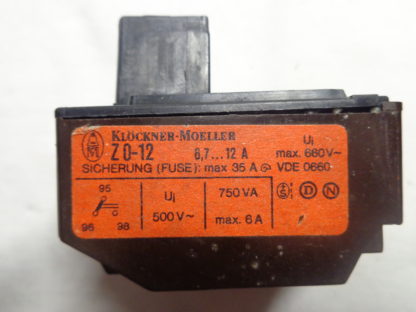 KLÖCKNER-MOELLER
Z 0-12 6,7...12 A
Ui
max. 660V~
SICHERUNG (FUSE): max 35 A VDE 0660
95
96 98
Ui
500 V~
750 VA
max. 6 A
S D N